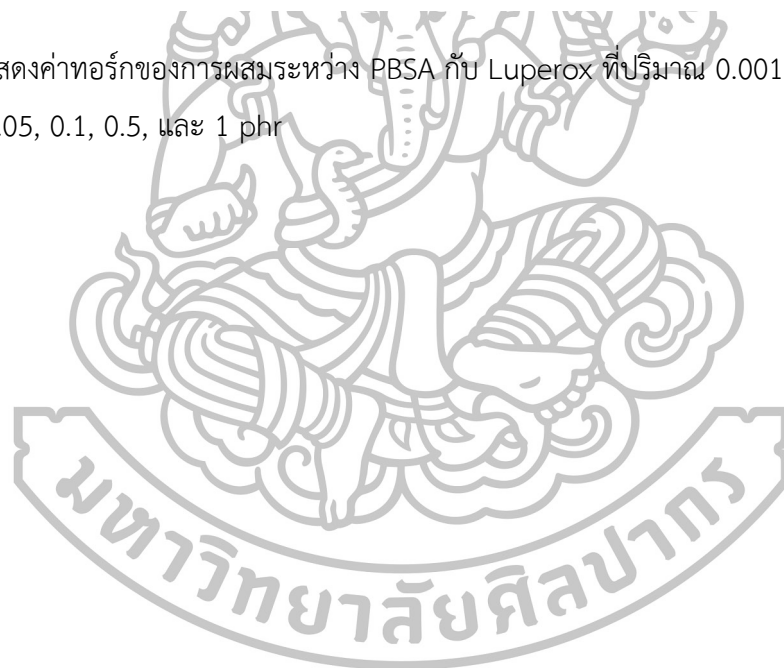 สดงค่าทอร์กของการผสมระหว่าง PBSA กับ Luperox ที่ปริมาณ 0.001
05, 0.1, 0.5, และ 1 phr
มหาวิทยาลัยศิลปากร